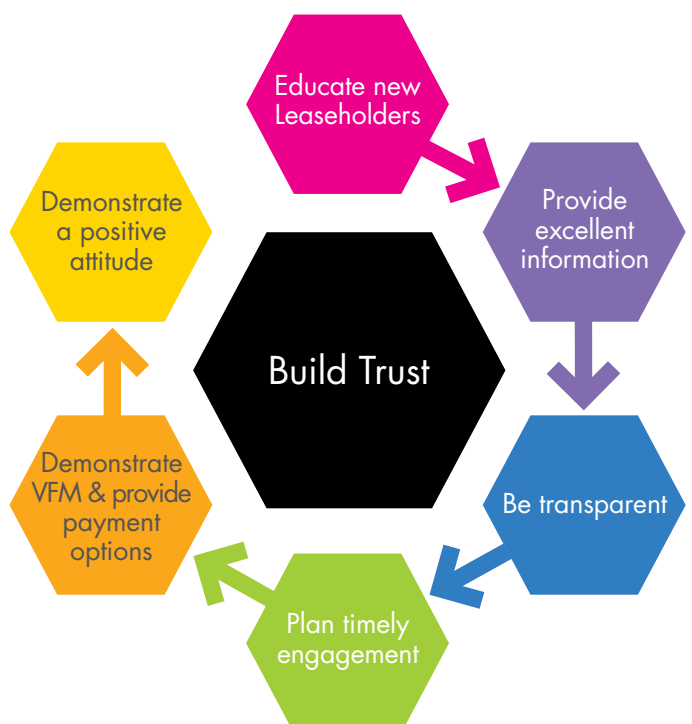 Educate new
Leaseholders
Provide
excellent
information
Be transparent
Plan timely
engagement
Demonstrate
VFM & provide
payment
options
Demonstrate
a positive
attitude
Build Trust